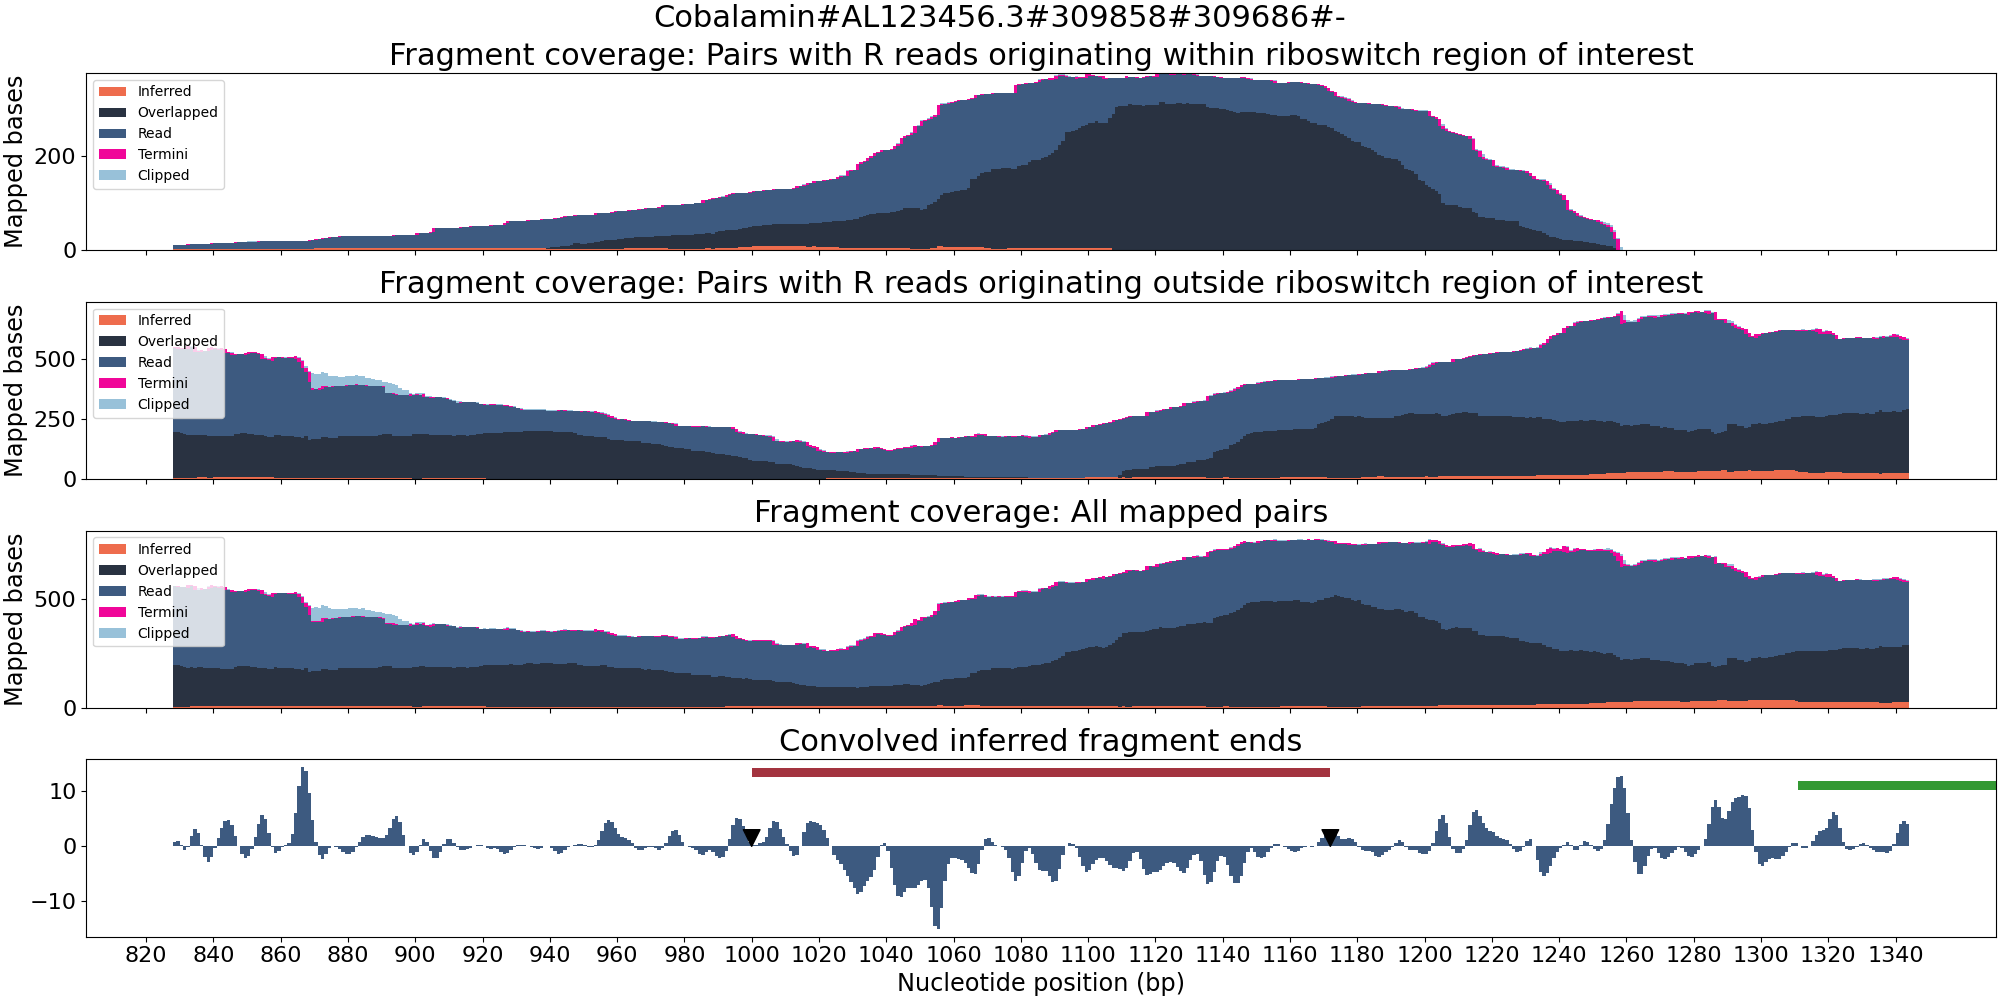 Cobalamin#AL123456.3#309858#309686#-
Fragment coverage: Pairs with R reads originating within riboswitch region of interest
Mapped bases
200
0
Inferred
Overlapped
Read
Termini
Clipped
Fragment coverage: Pairs with R reads originating outside riboswitch region of interest
Mapped bases
500
250
0
Inferred
Overlapped
Read
Termini
Clipped
Fragment coverage: All mapped pairs
Mapped bases
500
0
Inferred
Overlapped
Read
Termini
Clipped
Convolved inferred fragment ends
10
0
−10
820 840 860 880 900 920 940 960 980 1000 1020 1040 1060 1080 1100 1120 1140 1160 1180 1200 1220 1240 1260 1280 1300 1320 1340
Nucleotide position (bp)